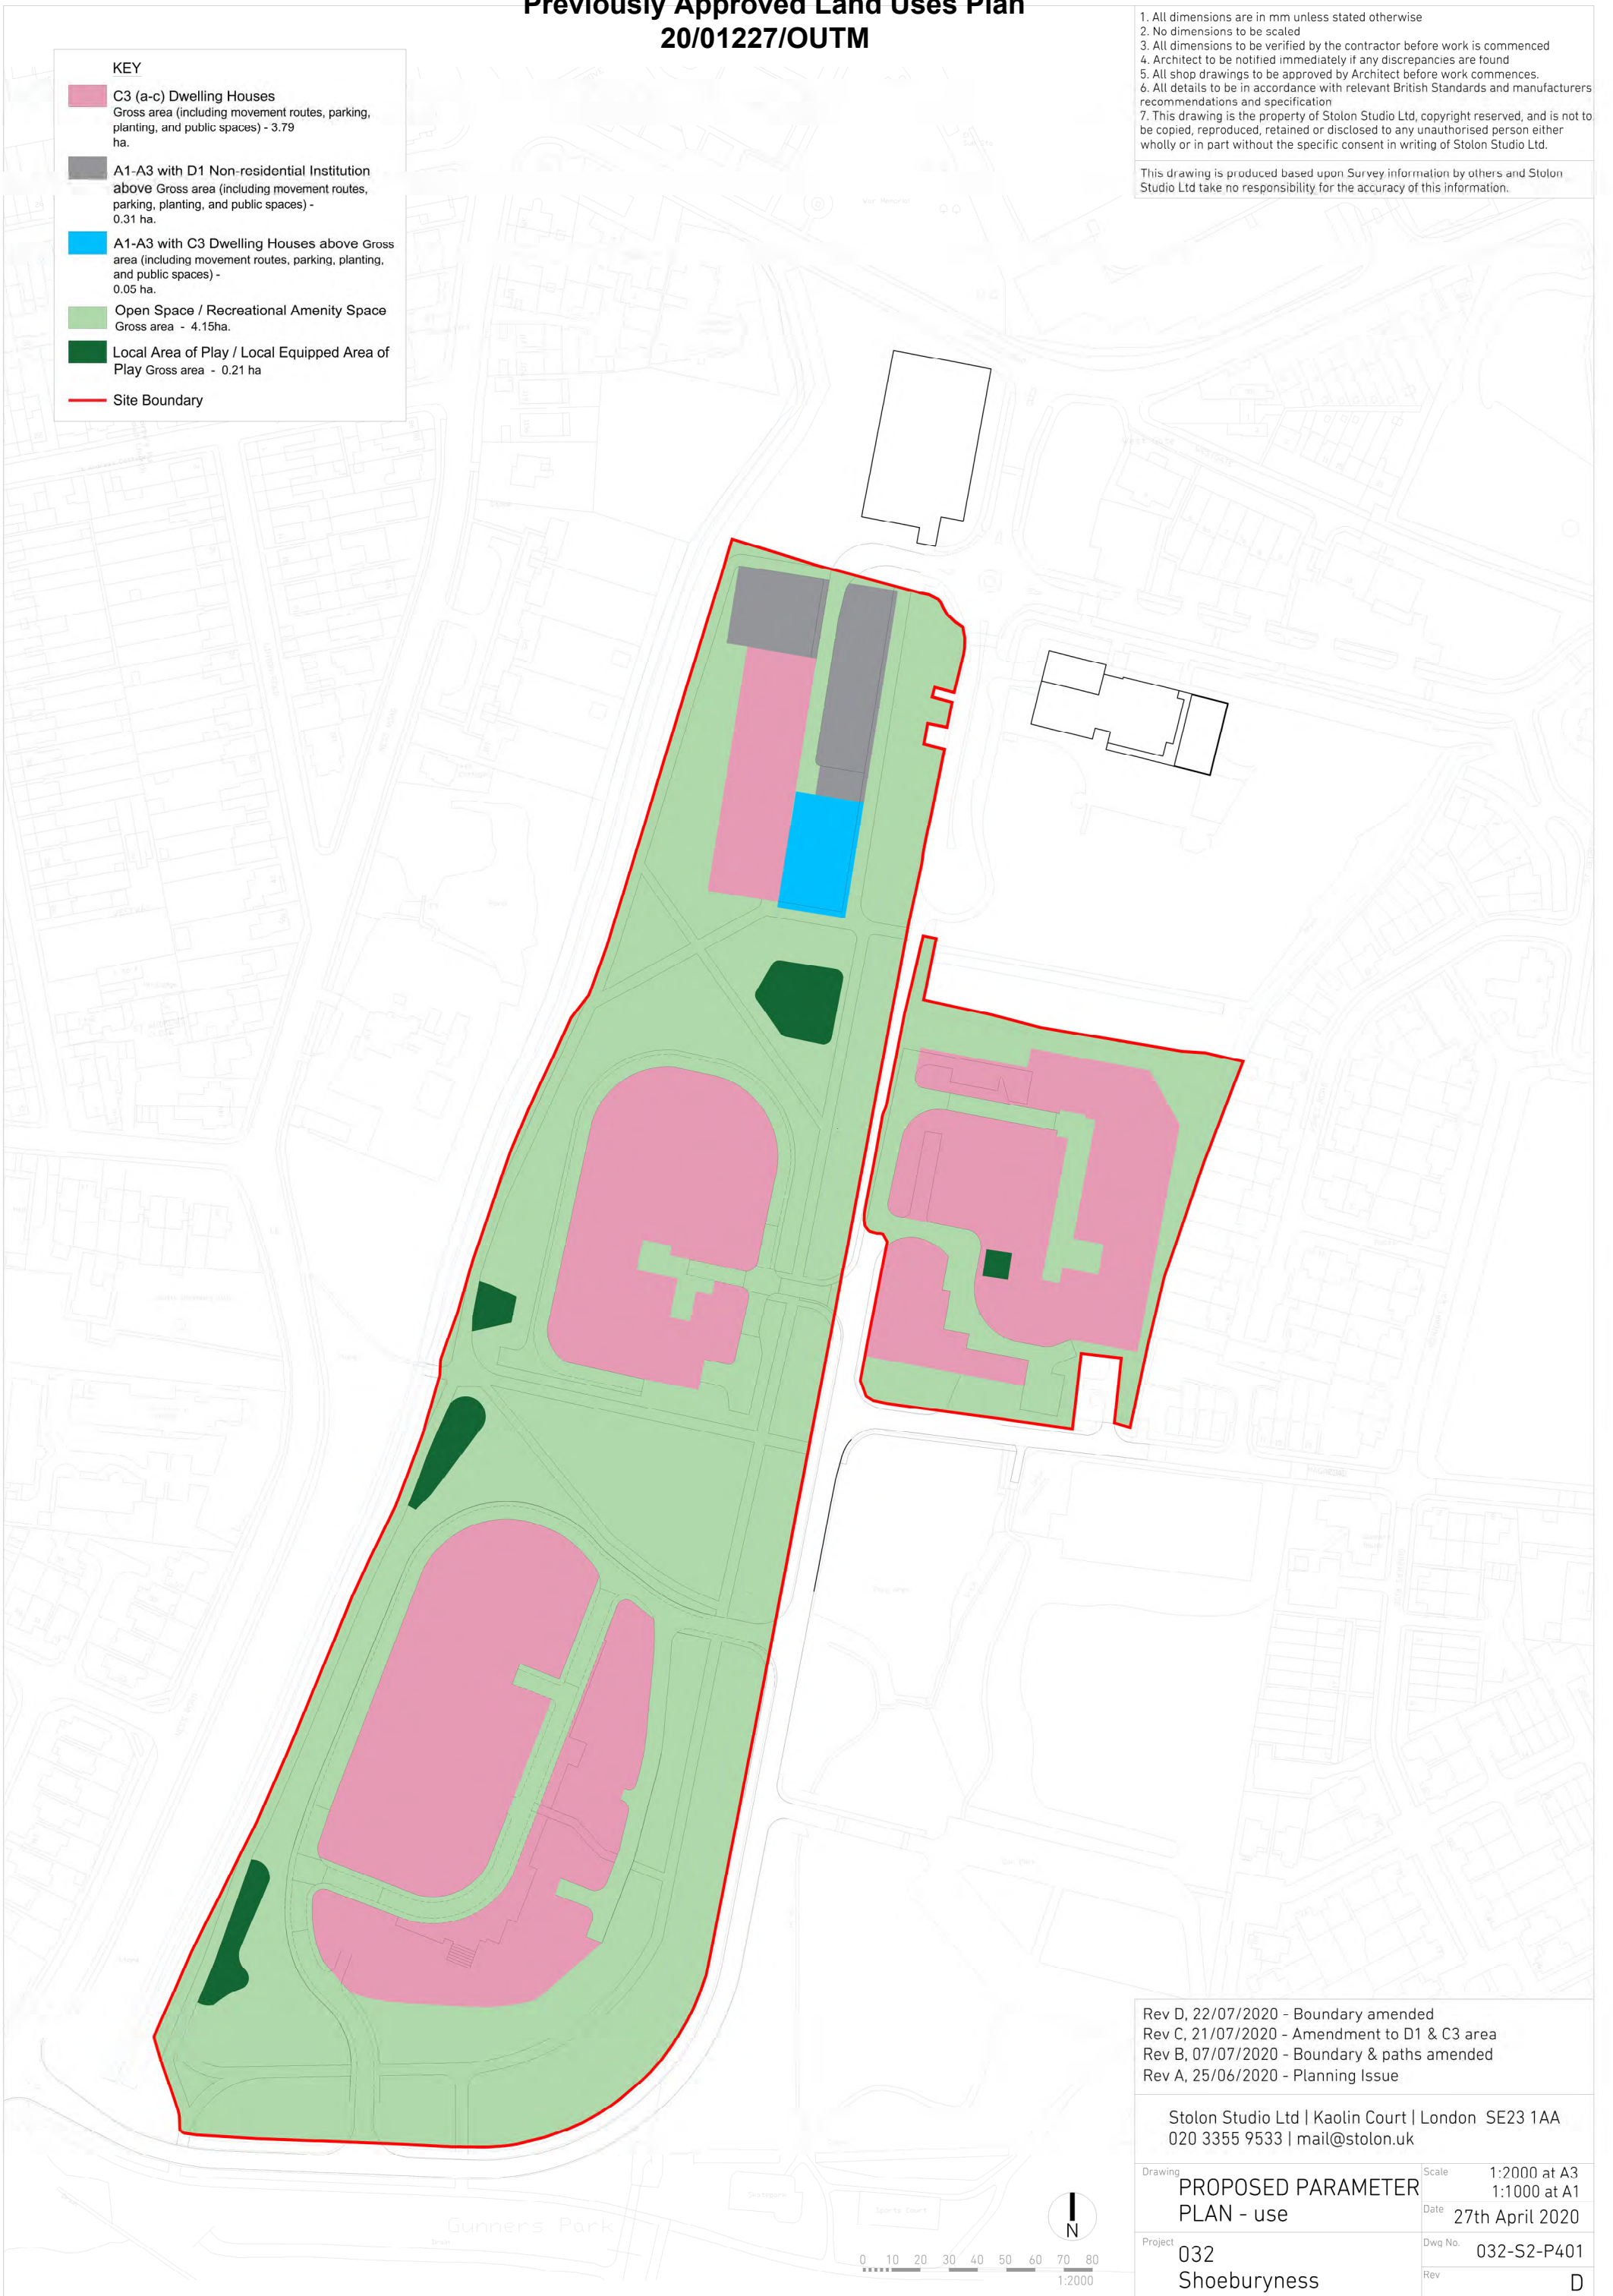 Previously Approved Land Uses Plan
20/01227/OUTM
KEY
C3 (a-c) Dwelling Houses
Gross area (including movement routes, parking,
planting, and public spaces) - 3.79
ha.
A1-A3 with D1 Non-residential Institution
above Gross area (including movement routes,
parking, planting, and public spaces) -
0.31 ha.
A1-A3 with C3 Dwelling Houses above Gross
area (including movement routes, parking, planting,
and public spaces) -
0.05 ha.
Open Space / Recreational Amenity Space
Gross area - 4.15ha.
Local Area of Play / Local Equipped Area of
Play Gross area - 0.21 ha
Site Boundary
1. All dimensions are in mm unless stated otherwise
2. No dimensions to be scaled
3. All dimensions to be verified by the contractor before work is commenced
4. Architect to be notified immediately if any discrepancies are found
5. All shop drawings to be approved by Architect before work commences.
6. All details to be in accordance with relevant British Standards and manufacturers
recommendations and specification
7. This drawing is the property of Stolon Studio Ltd, copyright reserved, and is not to
be copied, reproduced, retained or disclosed to any unauthorised person either
wholly or in part without the specific consent in writing of Stolon Studio Ltd.
This drawing is produced based upon Survey information by others and Stolon
Studio Ltd take no responsibility for the accuracy of this information.
War Memorial
Gunners Park
Skatepark
Sports Court
N
0 10 20 30 40 50 60 70 80
1:2000
Rev D, 22/07/2020 - Boundary amended
Rev C, 21/07/2020 - Amendment to D1 & C3 area
Rev B, 07/07/2020 - Boundary & paths amended
Rev A, 25/06/2020 - Planning Issue
Stolon Studio Ltd | Kaolin Court | London SE23 1AA
020 3355 9533 | mail@stolon.uk
Drawing
PROPOSED PARAMETER
PLAN - use
Scale
1:2000 at A3
1:1000 at A1
Date
27th April 2020
Project
032
Shoeburyness
Dwg No.
032-S2-P401
Rev
D